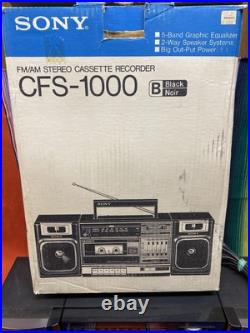 SONY
5-Band Graphic Equalizer
2-Way Speaker Systems
Big Out-Put Power
FM/AM STEREO CASSETTE RECORDER
CFS-1000
B Black
Noir
SONY